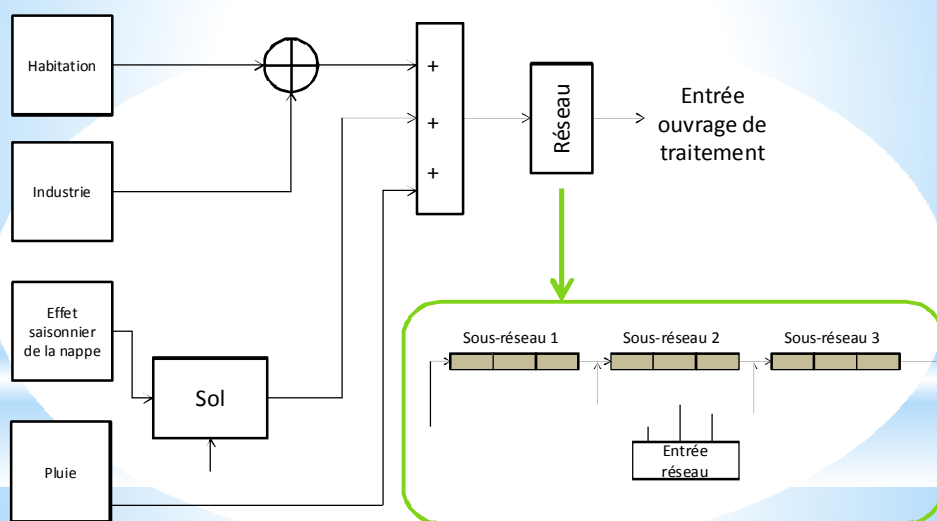 Habitation
Industrie
Effet
saisonnier
de la nappe
Pluie
Sol
+
+
+
Réseau
Entrée
ouvrage de
traitement
Sous-réseau 1
Sous-réseau 2
Sous-réseau 3
Entrée
réseau